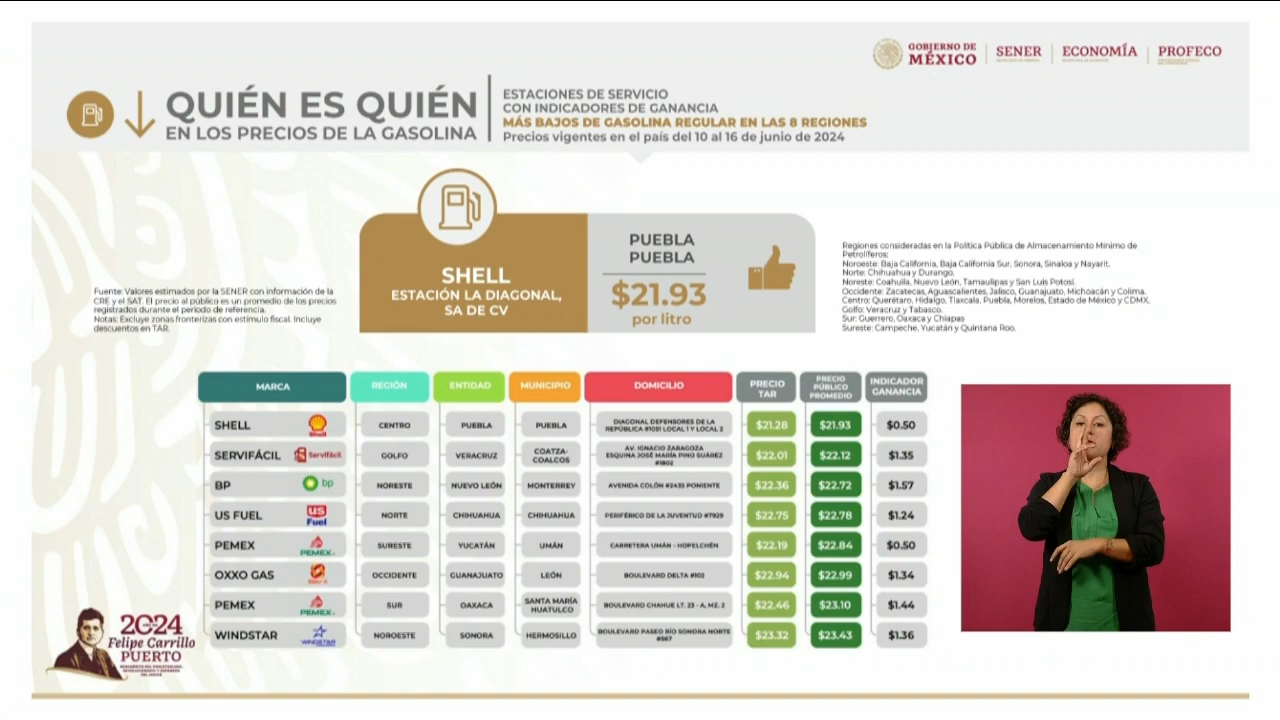 GOBIERNO DE
MÉXICO
SENER
ECONOMÍA
PROFECO
QUIÉN ES QUIÉN
EN LOS PRECIOS DE LA GASOLINA
ESTACIONES DE SERVICIO
CON INDICADORES DE GANANCIA
MÁS BAJOS DE GASOLINA REGULAR EN LAS 8 REGIONES
Precios vigentes en el país del 10 al 16 de junio de 2024
SHELL
ESTACIÓN LA DIAGONAL,
SA DE CV
PUEBLA
PUEBLA
$21.93
por litro
Fuente: Valores estimados por la SENER con información de la
CRE y el SAT. El precio al público es un promedio de los precios
registrados durante el periodo de referencia.
Notas: Excluye zonas fronterizas con estímulo fiscal. Incluye
descuentos en TAR.
Regiones consideradas en la Política Pública de Almacenamiento Mínimo de
Petrolíferos:
Noroeste: Baja California, Baja California Sur, Sonora, Sinaloa y Nayarit.
Norte: Chihuahua y Durango.
Noreste: Coahuila, Nuevo León, Tamaulipas y San Luis Potosí.
Occidente: Zacatecas, Aguascalientes, Jalisco, Guanajuato, Michoacán y Colima.
Centro: Querétaro, Hidalgo, Tlaxcala, Puebla, Morelos, Estado de México y CDMX.
Golfo: Veracruz y Tabasco.
Sur: Guerrero, Oaxaca y Chiapas
Sureste: Campeche, Yucatán y Quintana Roo.
MARCA REGIÓN ENTIDAD MUNICIPIO DOMICILIO PRECIO TAR PRECIO PÚBLICO PROMEDIO INDICADOR GANANCIA
SHELL Shell CENTRO PUEBLA PUEBLA DIAGONAL DEFENSORES DE LA REPÚBLICA #1031 LOCAL 1 Y LOCAL 2 $21.28 $21.93 $0.50
SERVIFÁCIL Servifácil GOLFO VERACRUZ COATZA-COALCOS AV. IGNACIO ZARAGOZA ESQUINA JOSÉ MARÍA PINO SUÁREZ #1802 $22.01 $22.12 $1.35
BP bp NORESTE NUEVO LEÓN MONTERREY AVENIDA COLÓN #2435 PONIENTE $22.36 $22.72 $1.57
US FUEL US Fuel NORTE CHIHUAHUA CHIHUAHUA PERIFÉRICO DE LA JUVENTUD #7929 $22.75 $22.78 $1.24
PEMEX PEMEX SURESTE YUCATÁN UMÁN CARRETERA UMÁN - HOPELCHÉN $22.19 $22.84 $0.50
OXXO GAS OCCIDENTE GUANAJUATO LEÓN BOULEVARD DELTA #102 $22.94 $22.99 $1.34
PEMEX PEMEX SUR OAXACA SANTA MARÍA HUATULCO BOULEVARD CHAHUE LT. 23 - A, MZ. 2 $22.46 $23.10 $1.44
WINDSTAR WINDSTAR NOROESTE SONORA HERMOSILLO BOULEVARD PASEO RÍO SONORA NORTE #567 $23.32 $23.43 $1.36
2024
Felipe Carrillo
PUERTO